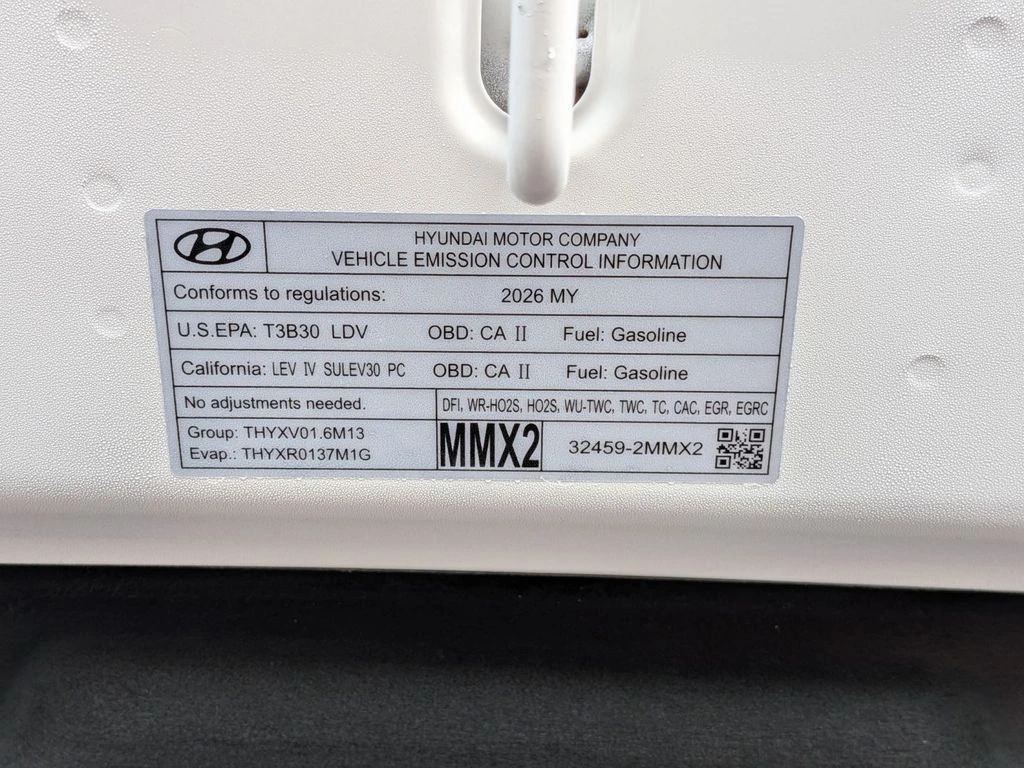 HYUNDAI MOTOR COMPANY
VEHICLE EMISSION CONTROL INFORMATION
Conforms to regulations: 2026 MY
U.S.EPA: T3B30 LDV OBD: CA II Fuel: Gasoline
California: LEV IV SULEV30 PC OBD: CA II Fuel: Gasoline
No adjustments needed. DFI, WR-HO2S, HO2S, WU-TWC, TWC, TC, CAC, EGR, EGRC
Group: THYXV01.6M13
Evap.: THYXR0137M1G
MMX2 32459-2MMX2